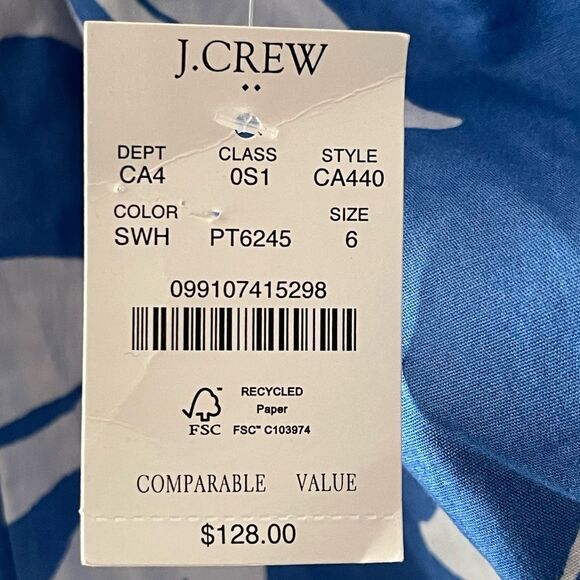 J.CREW
DEPT CLASS STYLE
CA4 0S1 CA440
COLOR SIZE
SWH PT6245 6
099107415298
RECYCLED
Paper
FSC FSC™ C103974
COMPARABLE VALUE
$128.00